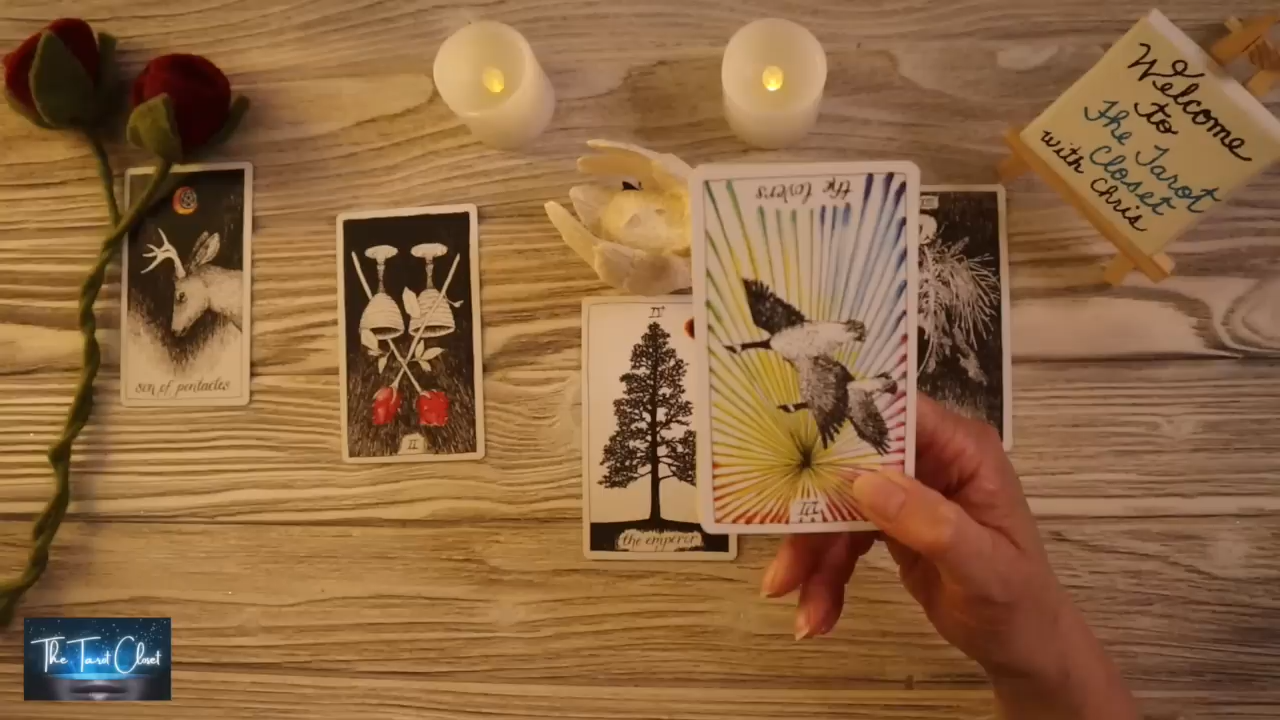 Welcome
to
The Tarot
Closet
with Chris
the lovers
VI
son of pentacles
II
IV
the emperor
The Tarot Closet